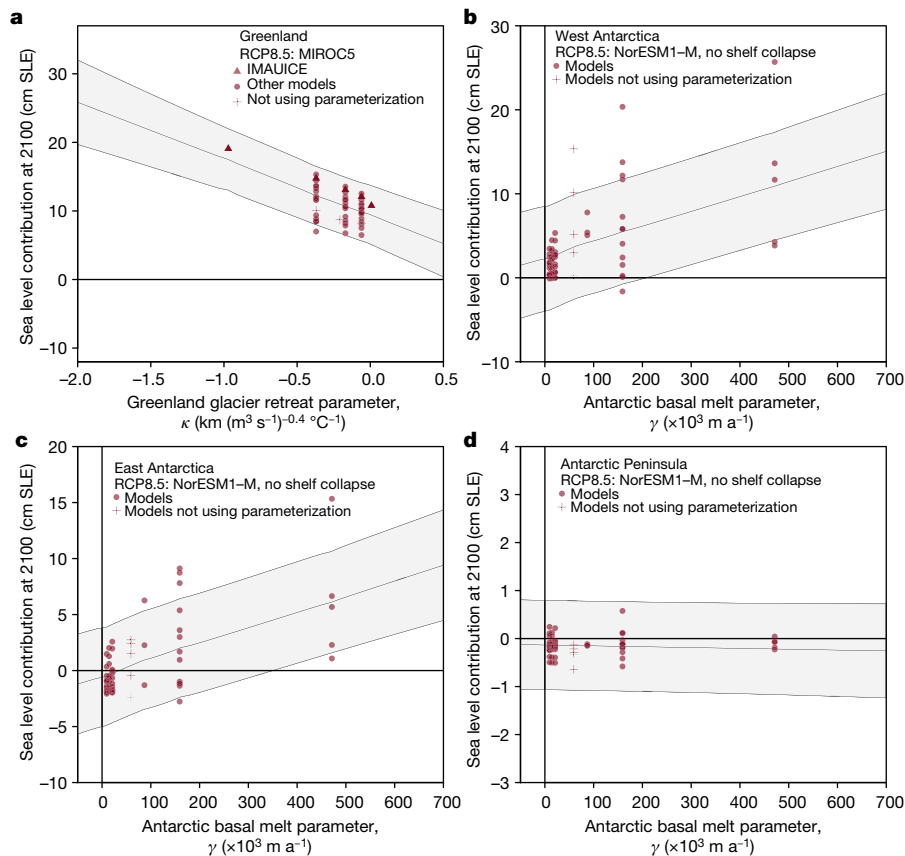 a
Sea level contribution at 2100 (cm SLE)
Greenland
RCP8.5: MIROC5
IMAUICE
Other models
Not using parameterization
30
20
10
0
−10
−2.0 −1.5 −1.0 −0.5 0.0 0.5
Greenland glacier retreat parameter,
κ (km (m³ s⁻¹)⁻⁰·⁴ °C⁻¹)
b
Sea level contribution at 2100 (cm SLE)
West Antarctica
RCP8.5: NorESM1–M, no shelf collapse
Models
Models not using parameterization
30
20
10
0
−10
0 100 200 300 400 500 600 700
Antarctic basal melt parameter,
γ (×10³ m a⁻¹)
c
Sea level contribution at 2100 (cm SLE)
East Antarctica
RCP8.5: NorESM1–M, no shelf collapse
Models
Models not using parameterization
20
15
10
5
0
−5
−10
0 100 200 300 400 500 600 700
Antarctic basal melt parameter,
γ (×10³ m a⁻¹)
d
Sea level contribution at 2100 (cm SLE)
Antarctic Peninsula
RCP8.5: NorESM1–M, no shelf collapse
Models
Models not using parameterization
4
3
2
1
0
−1
−2
−3
0 100 200 300 400 500 600 700
Antarctic basal melt parameter,
γ (×10³ m a⁻¹)